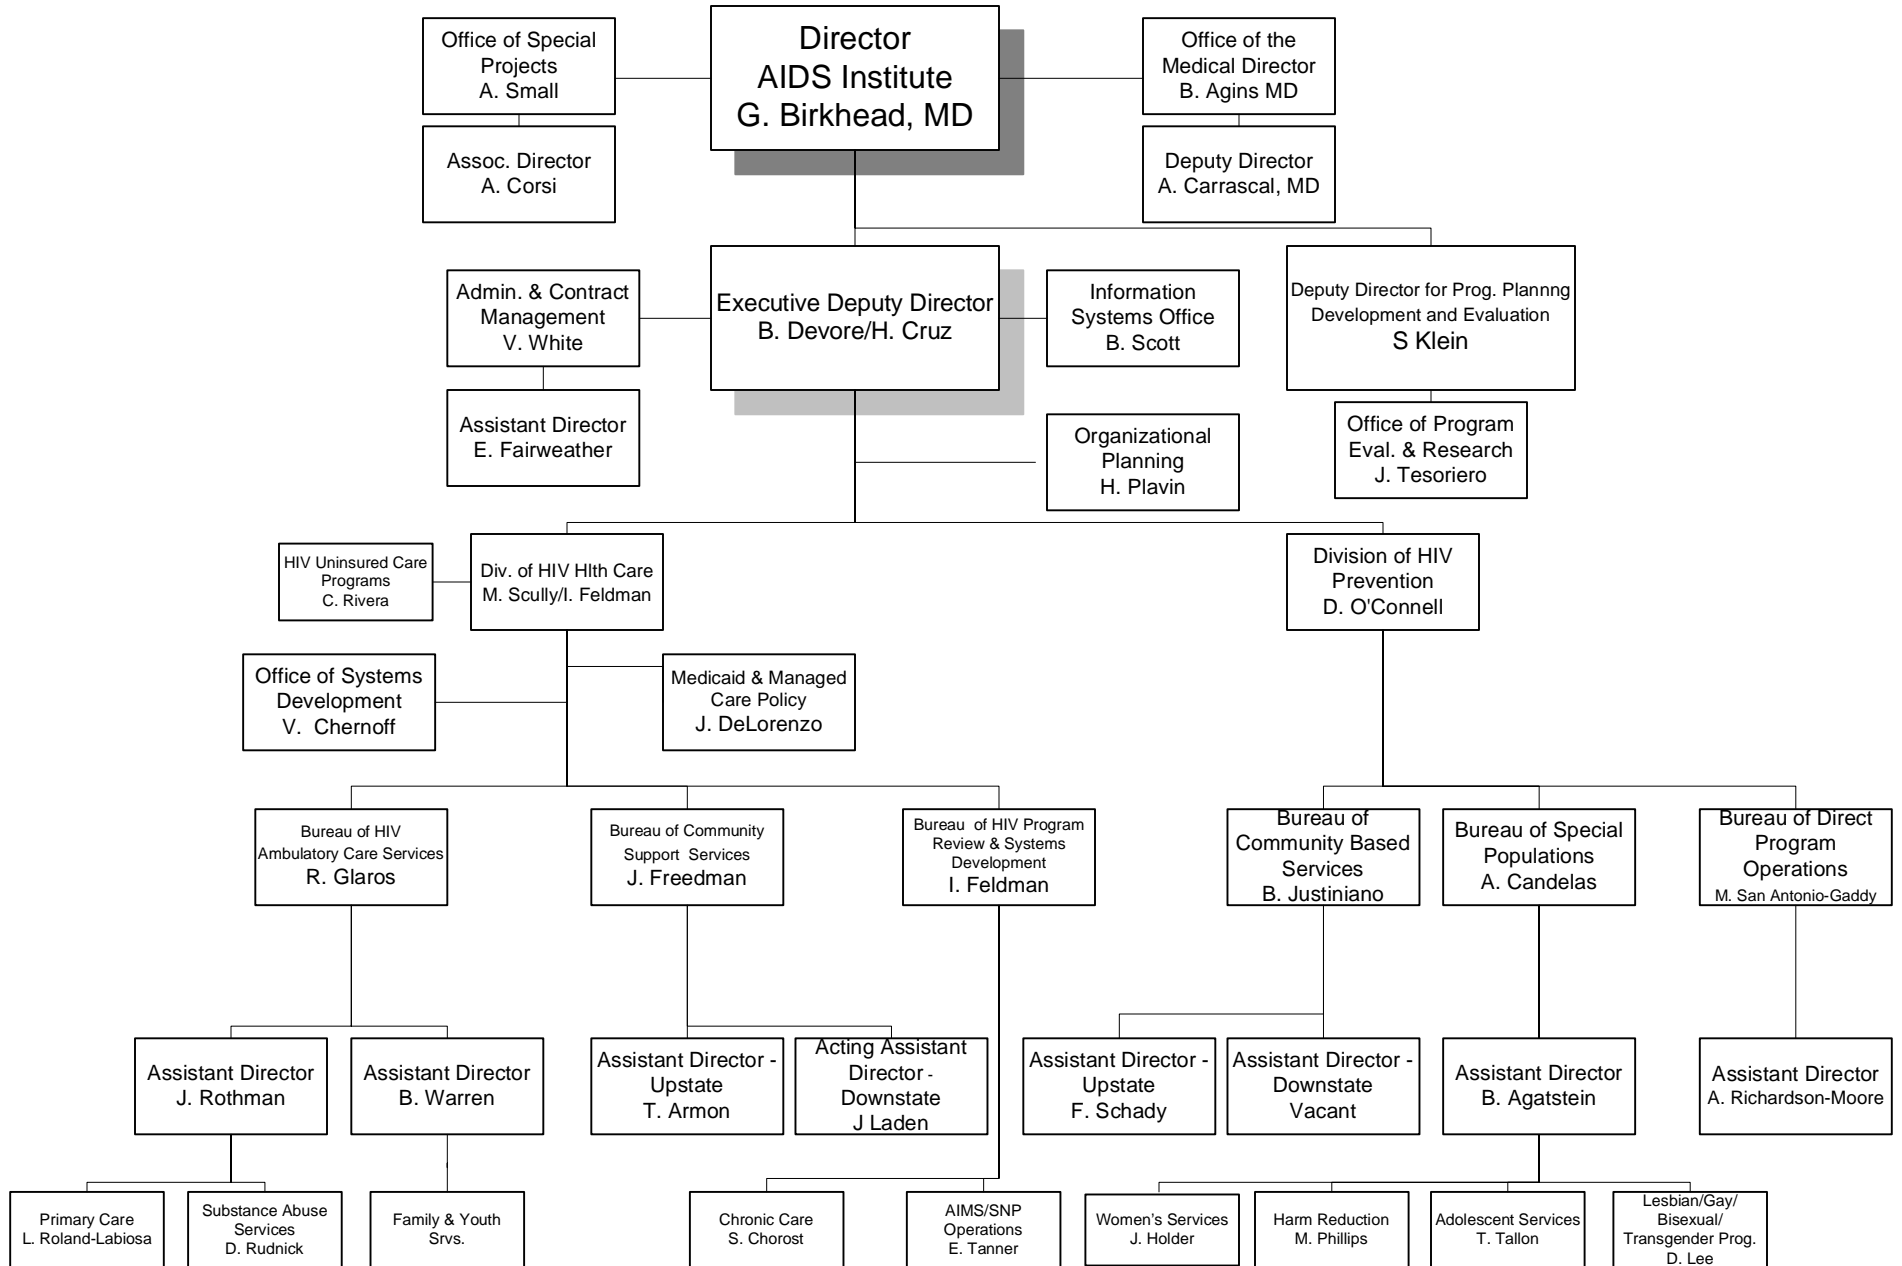 Office of Special
Projects
A. Small
Director
AIDS Institute
G. Birkhead, MD
Office of the
Medical Director
B. Agins MD
Assoc. Director
A. Corsi
Deputy Director
A. Carrascal, MD
Admin. & Contract
Management
V. White
Executive Deputy Director
B. Devore/H. Cruz
Information
Systems Office
B. Scott
Deputy Director for Prog. Plannng
Development and Evaluation
S Klein
Assistant Director
E. Fairweather
Organizational
Planning
H. Plavin
Office of Program
Eval. & Research
J. Tesoriero
HIV Uninsured Care
Programs
C. Rivera
Div. of HIV Hlth Care
M. Scully/I. Feldman
Division of HIV
Prevention
D. O'Connell
Office of Systems
Development
V. Chernoff
Medicaid & Managed
Care Policy
J. DeLorenzo
Bureau of HIV
Ambulatory Care Services
R. Glaros
Bureau of Community
Support Services
J. Freedman
Bureau of HIV Program
Review & Systems
Development
I. Feldman
Bureau of
Community Based
Services
B. Justiniano
Bureau of Special
Populations
A. Candelas
Bureau of Direct
Program
Operations
M. San Antonio-Gaddy
Assistant Director
J. Rothman
Assistant Director
B. Warren
Assistant Director -
Upstate
T. Armon
Acting Assistant
Director -
Downstate
J Laden
Assistant Director -
Upstate
F. Schady
Assistant Director -
Downstate
Vacant
Assistant Director
B. Agatstein
Assistant Director
A. Richardson-Moore
Primary Care
L. Roland-Labiosa
Substance Abuse
Services
D. Rudnick
Family & Youth
Srvs.
Chronic Care
S. Chorost
AIMS/SNP
Operations
E. Tanner
Women's Services
J. Holder
Harm Reduction
M. Phillips
Adolescent Services
T. Tallon
Lesbian/Gay/
Bisexual/
Transgender Prog.
D. Lee